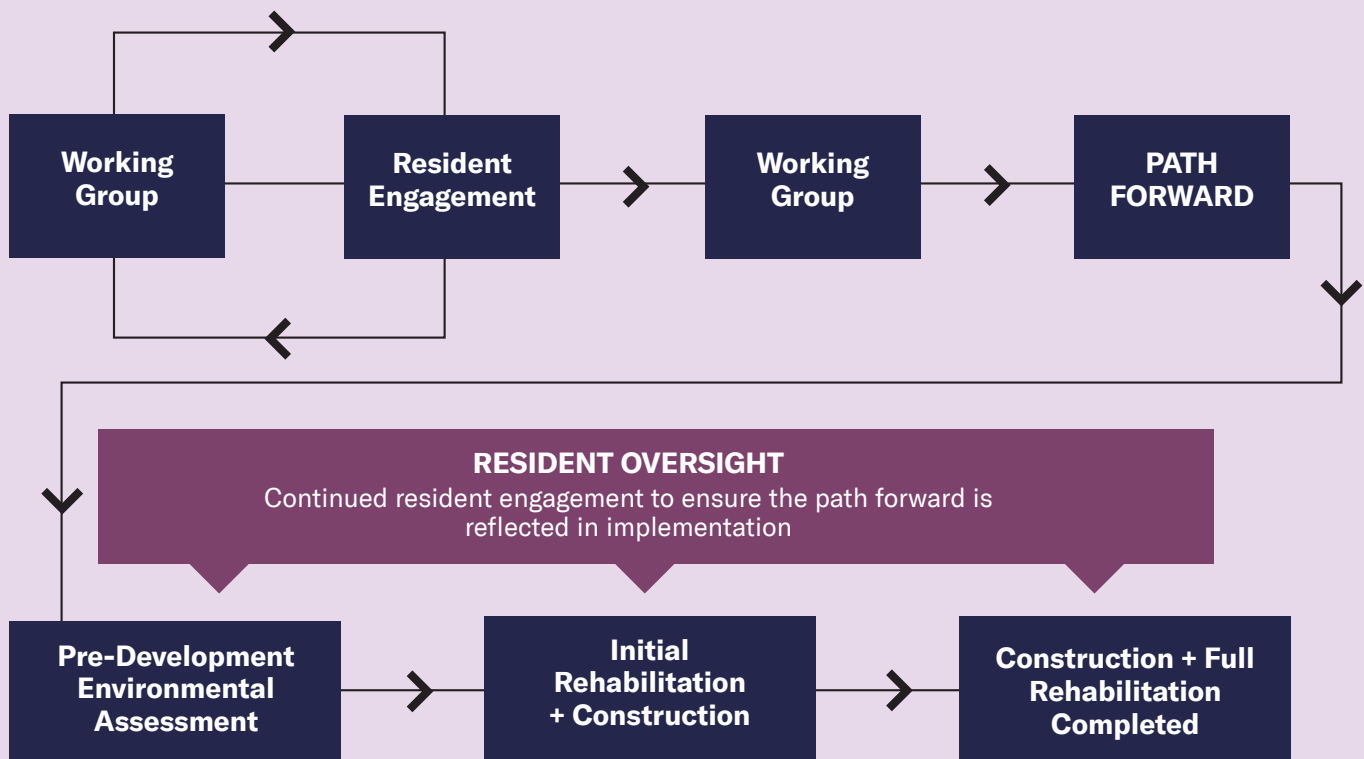 Working
Group
Resident
Engagement
Working
Group
PATH
FORWARD
RESIDENT OVERSIGHT
Continued resident engagement to ensure the path forward is
reflected in implementation
Pre-Development
Environmental
Assessment
Initial
Rehabilitation
+ Construction
Construction + Full
Rehabilitation
Completed